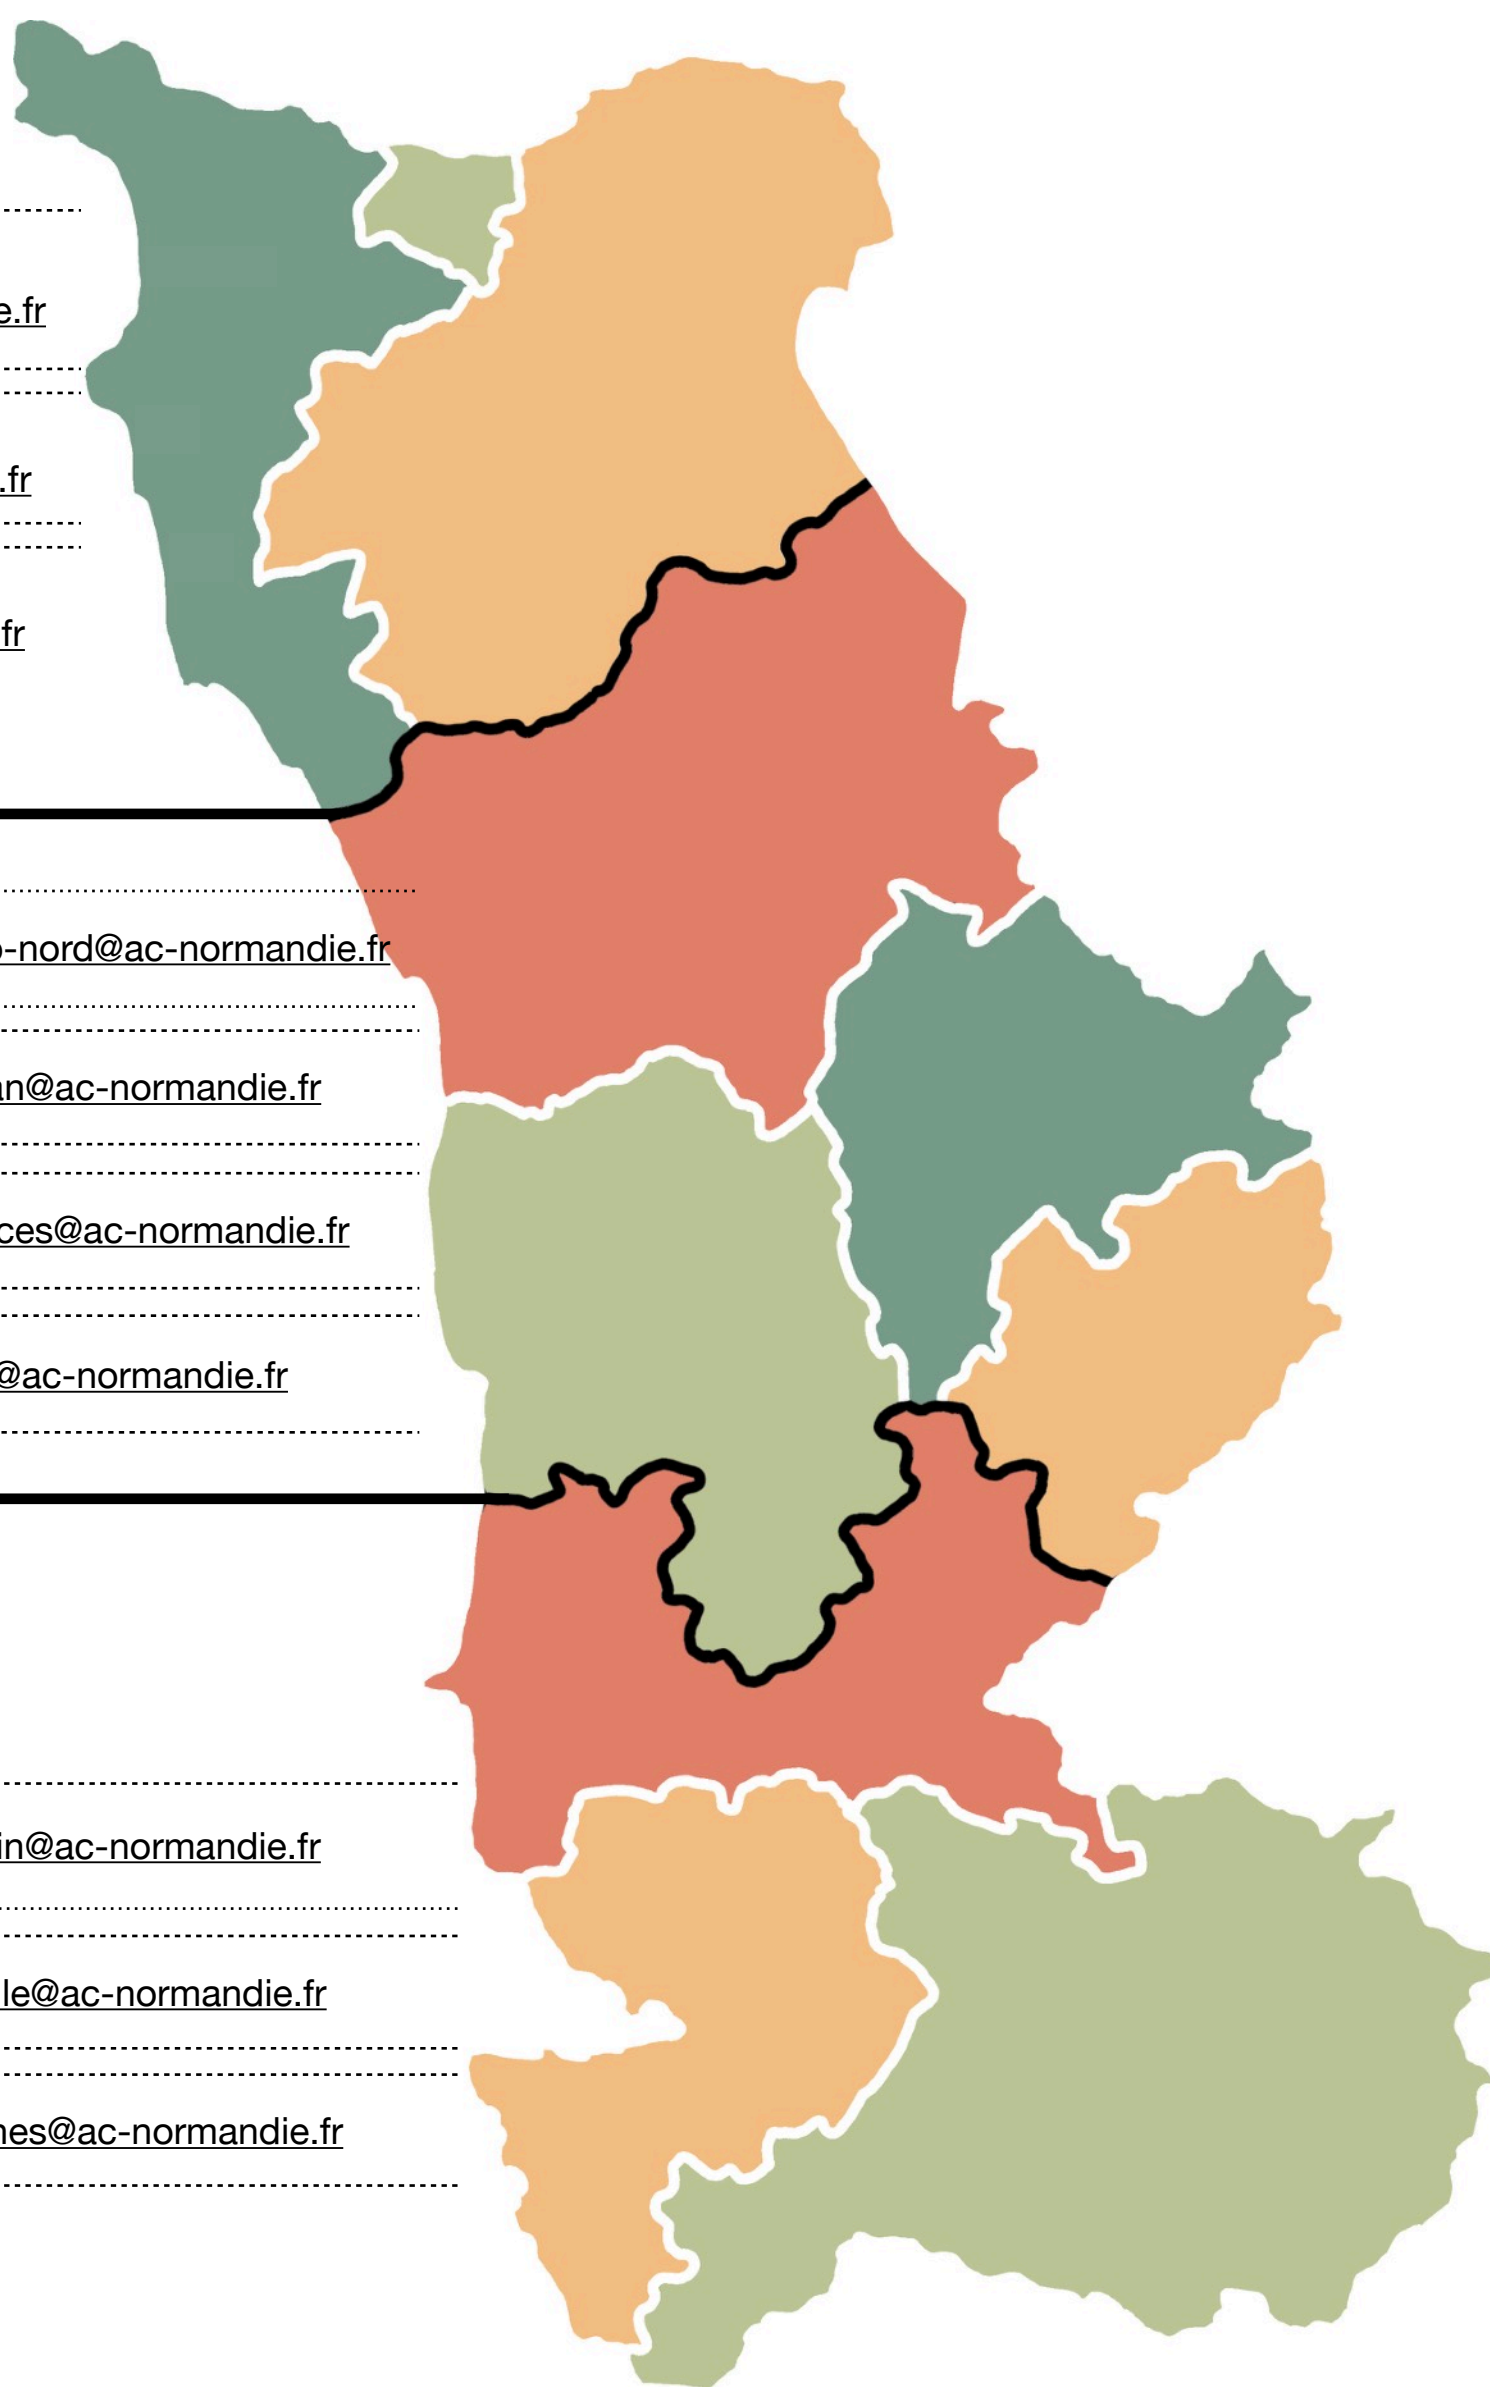 e.fr
.fr
fr
-nord@ac-normandie.fr
an@ac-normandie.fr
ces@ac-normandie.fr
@ac-normandie.fr
in@ac-normandie.fr
le@ac-normandie.fr
nes@ac-normandie.fr